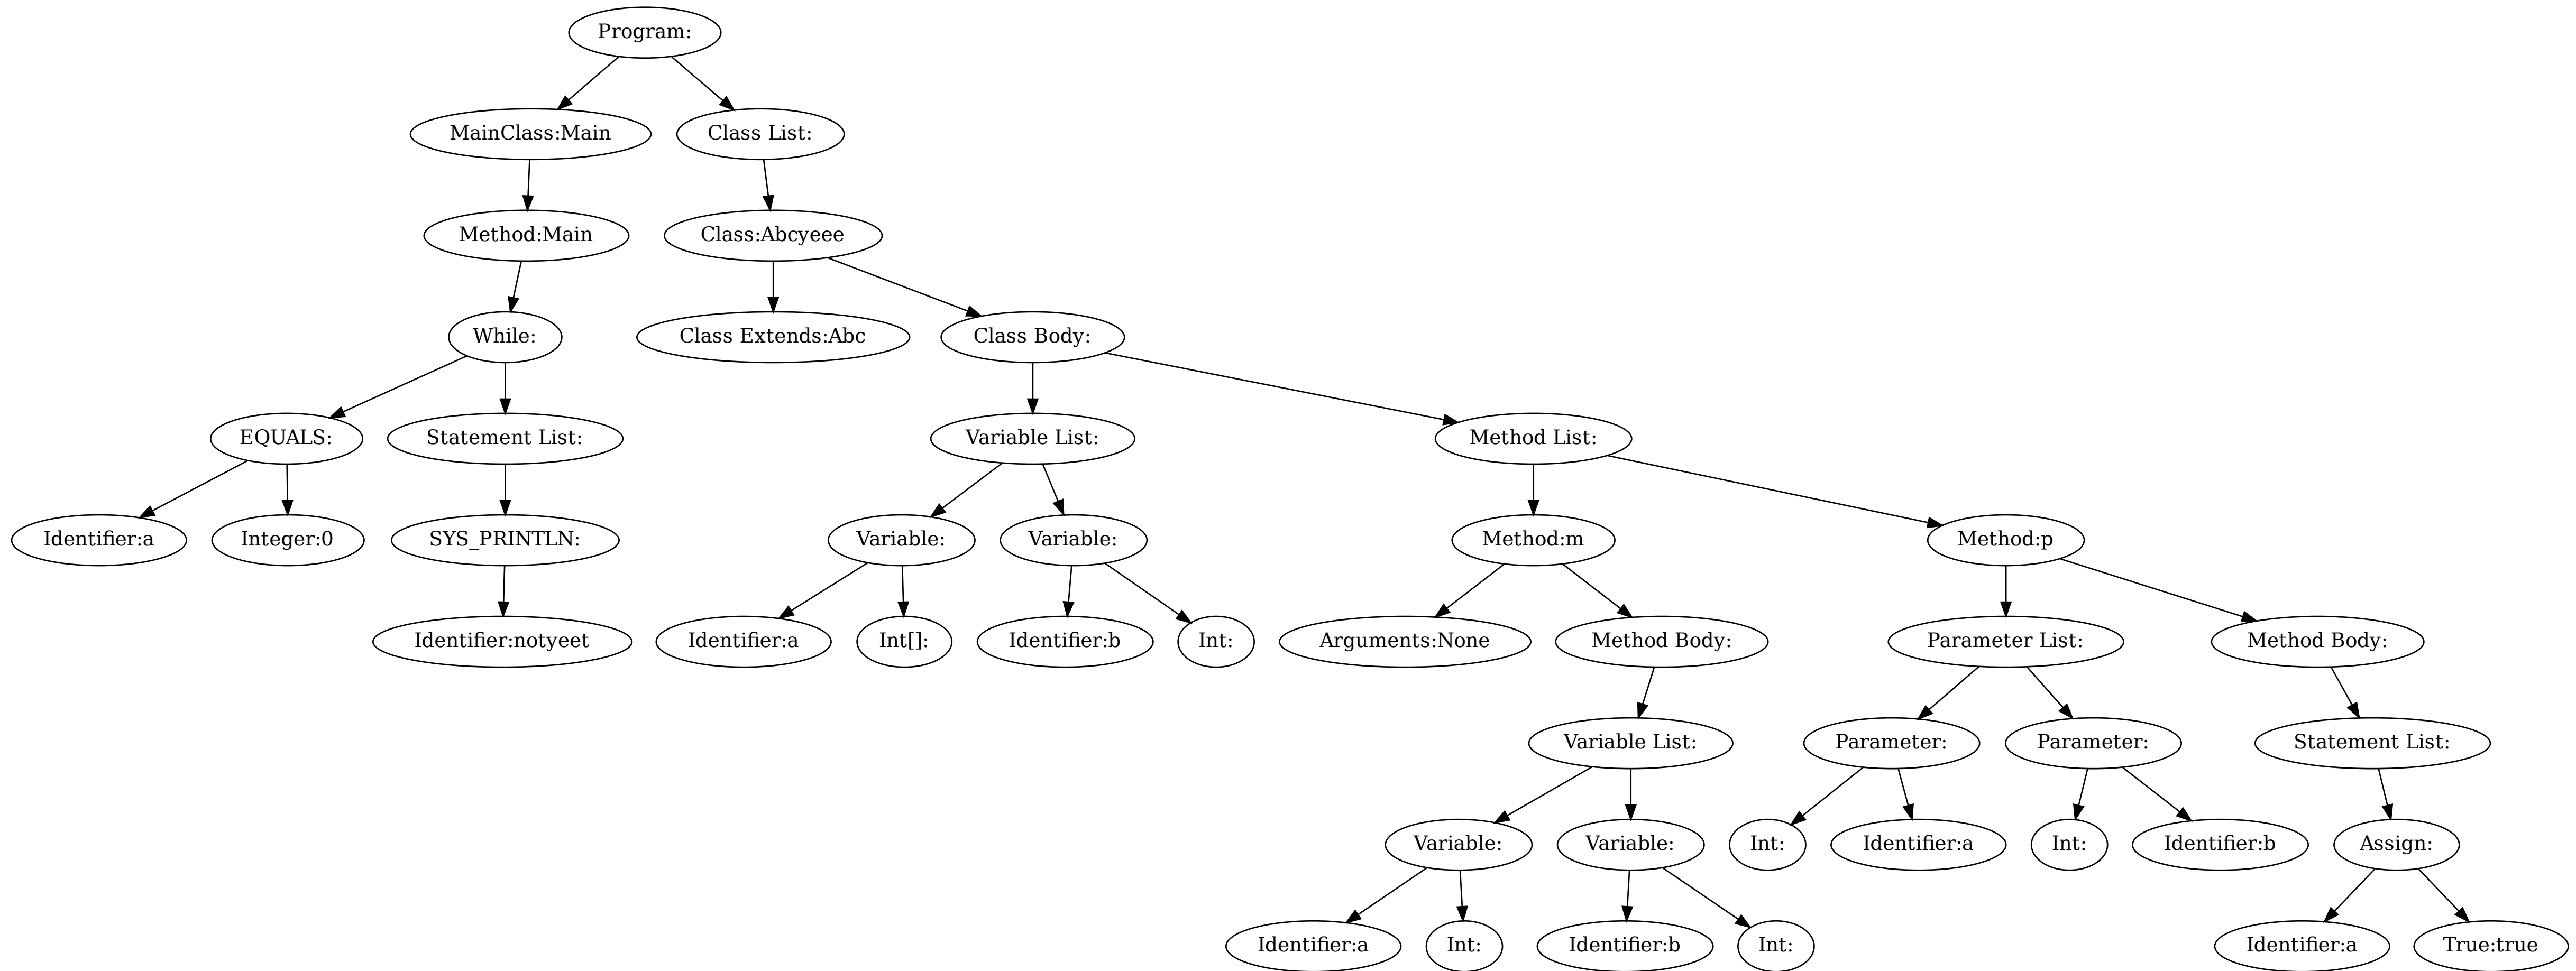 Program:
MainClass:Main
Class List:
Method:Main
Class:Abcyeee
While:
Class Extends:Abc
Class Body:
EQUALS:
Statement List:
Variable List:
Method List:
Identifier:a
Integer:0
SYS_PRINTLN:
Variable:
Variable:
Method:m
Method:p
Identifier:notyeet
Identifier:a
Int[]:
Identifier:b
Int:
Arguments:None
Method Body:
Parameter List:
Method Body:
Variable List:
Parameter:
Parameter:
Statement List:
Variable:
Variable:
Int:
Identifier:a
Int:
Identifier:b
Assign:
Identifier:a
Int:
Identifier:b
Int:
Identifier:a
True:true